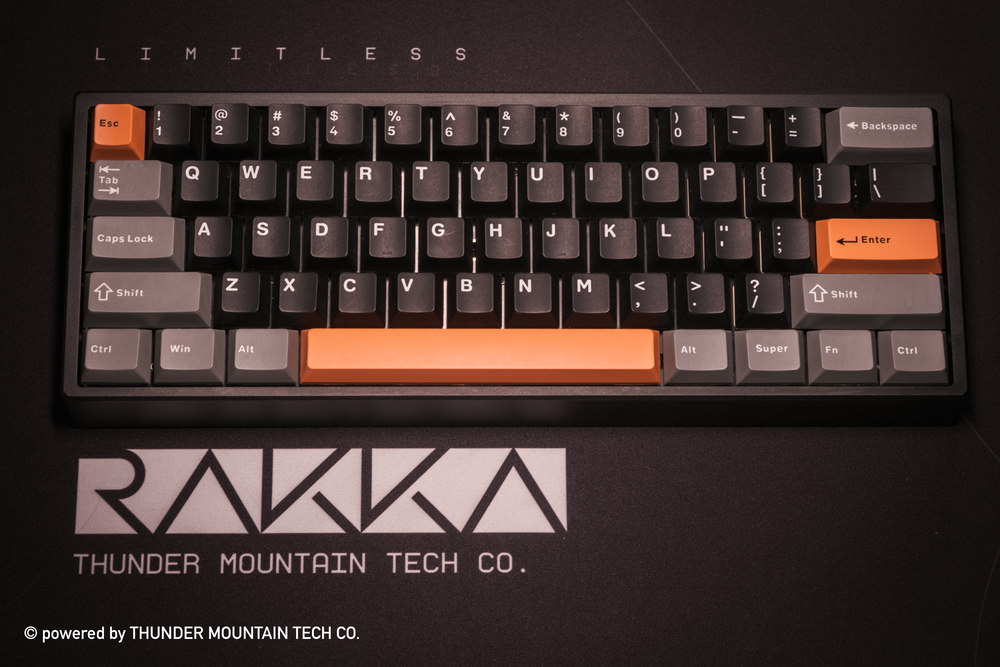 LIMITLESS
Esc ! 1 @ 2 # 3 $ 4 % 5 ^ 6 & 7 * 8 ( 9 ) 0 — - + = ← Backspace
Tab Q W E R T Y U I O P { [ } ] | \
Caps Lock A S D F G H J K L " ' : ; Enter
Shift Z X C V B N M < , > . ? / Shift
Ctrl Win Alt Alt Super Fn Ctrl
RAKKA
THUNDER MOUNTAIN TECH CO.
© powered by THUNDER MOUNTAIN TECH CO.